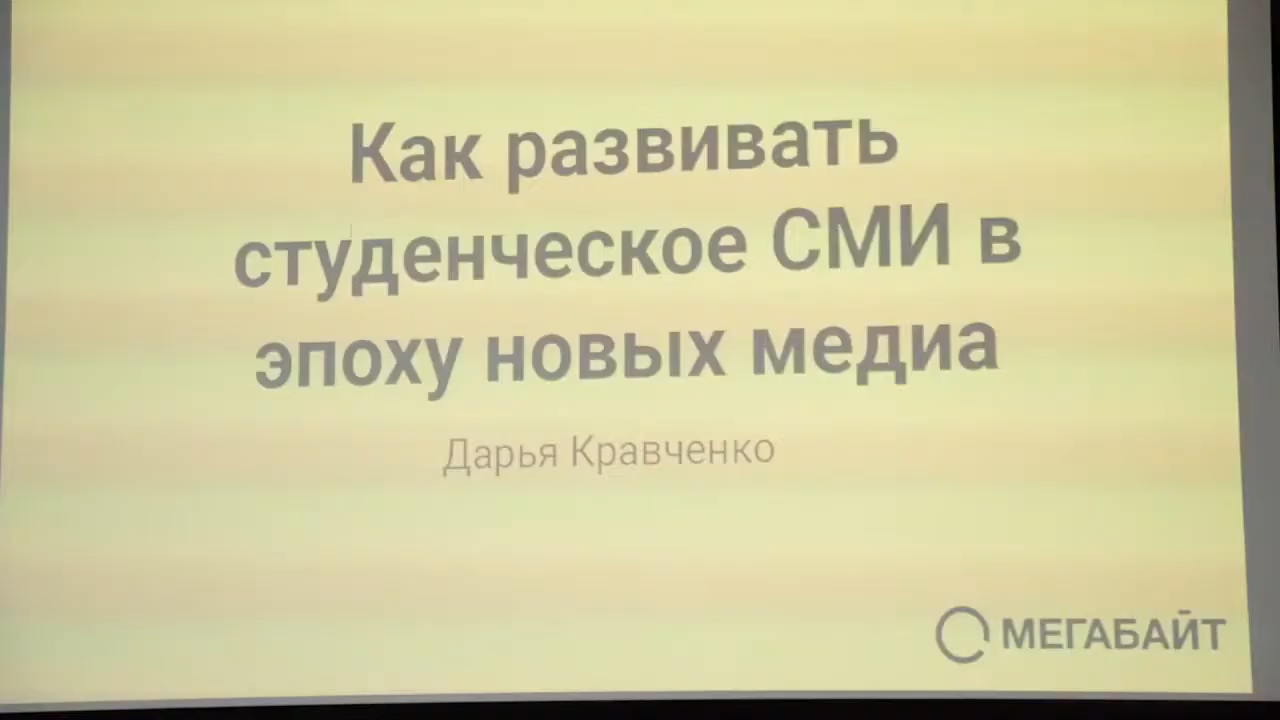 Как развивать
студенческое СМИ в
эпоху новых медиа
Дарья Кравченко
МЕГАБАЙТ